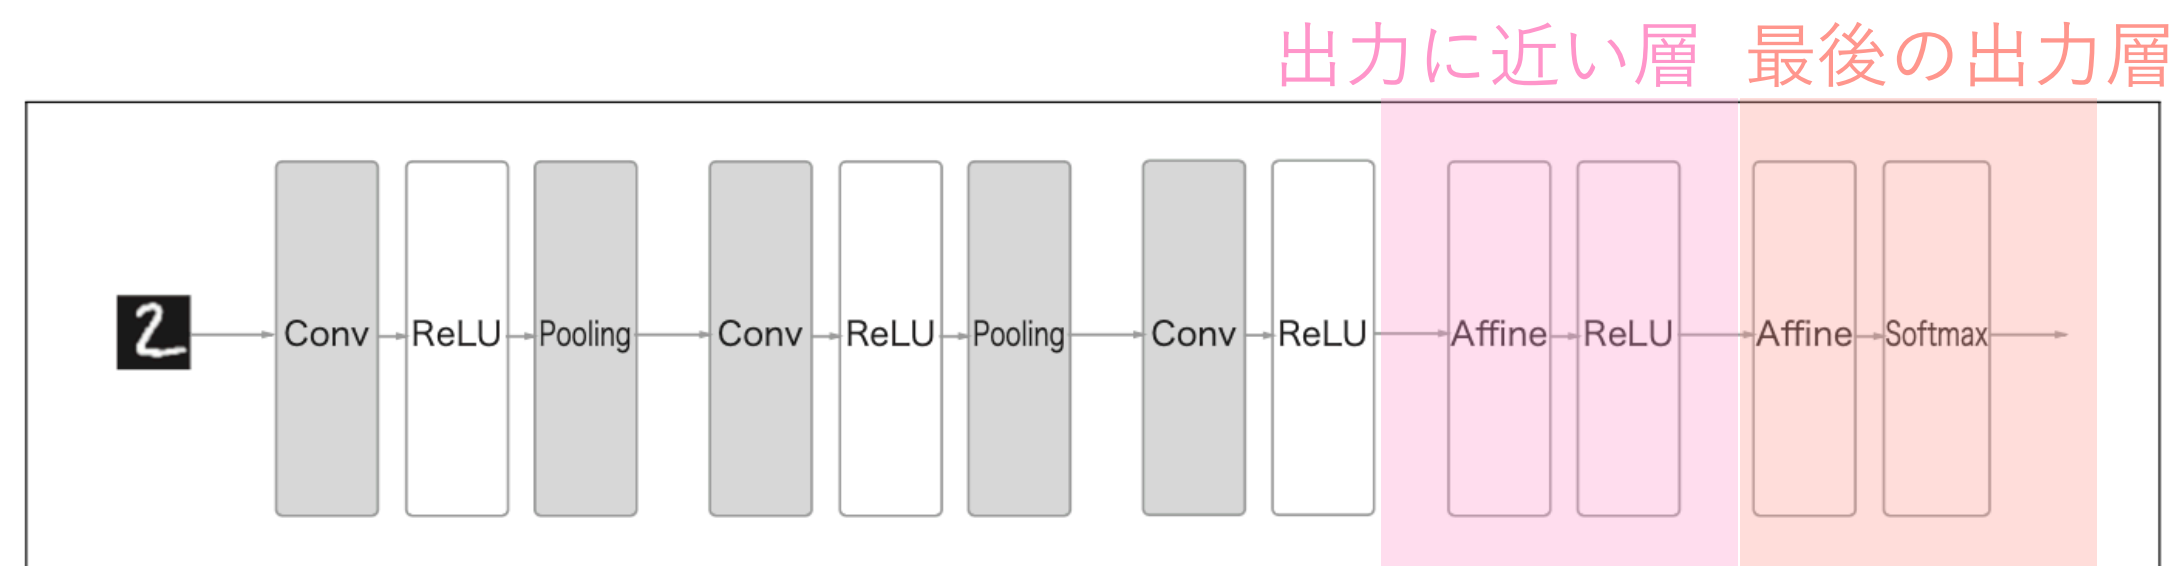 出力に近い層 最後の出力層
2 Conv ReLU Pooling Conv ReLU Pooling Conv ReLU Affine ReLU Affine Softmax